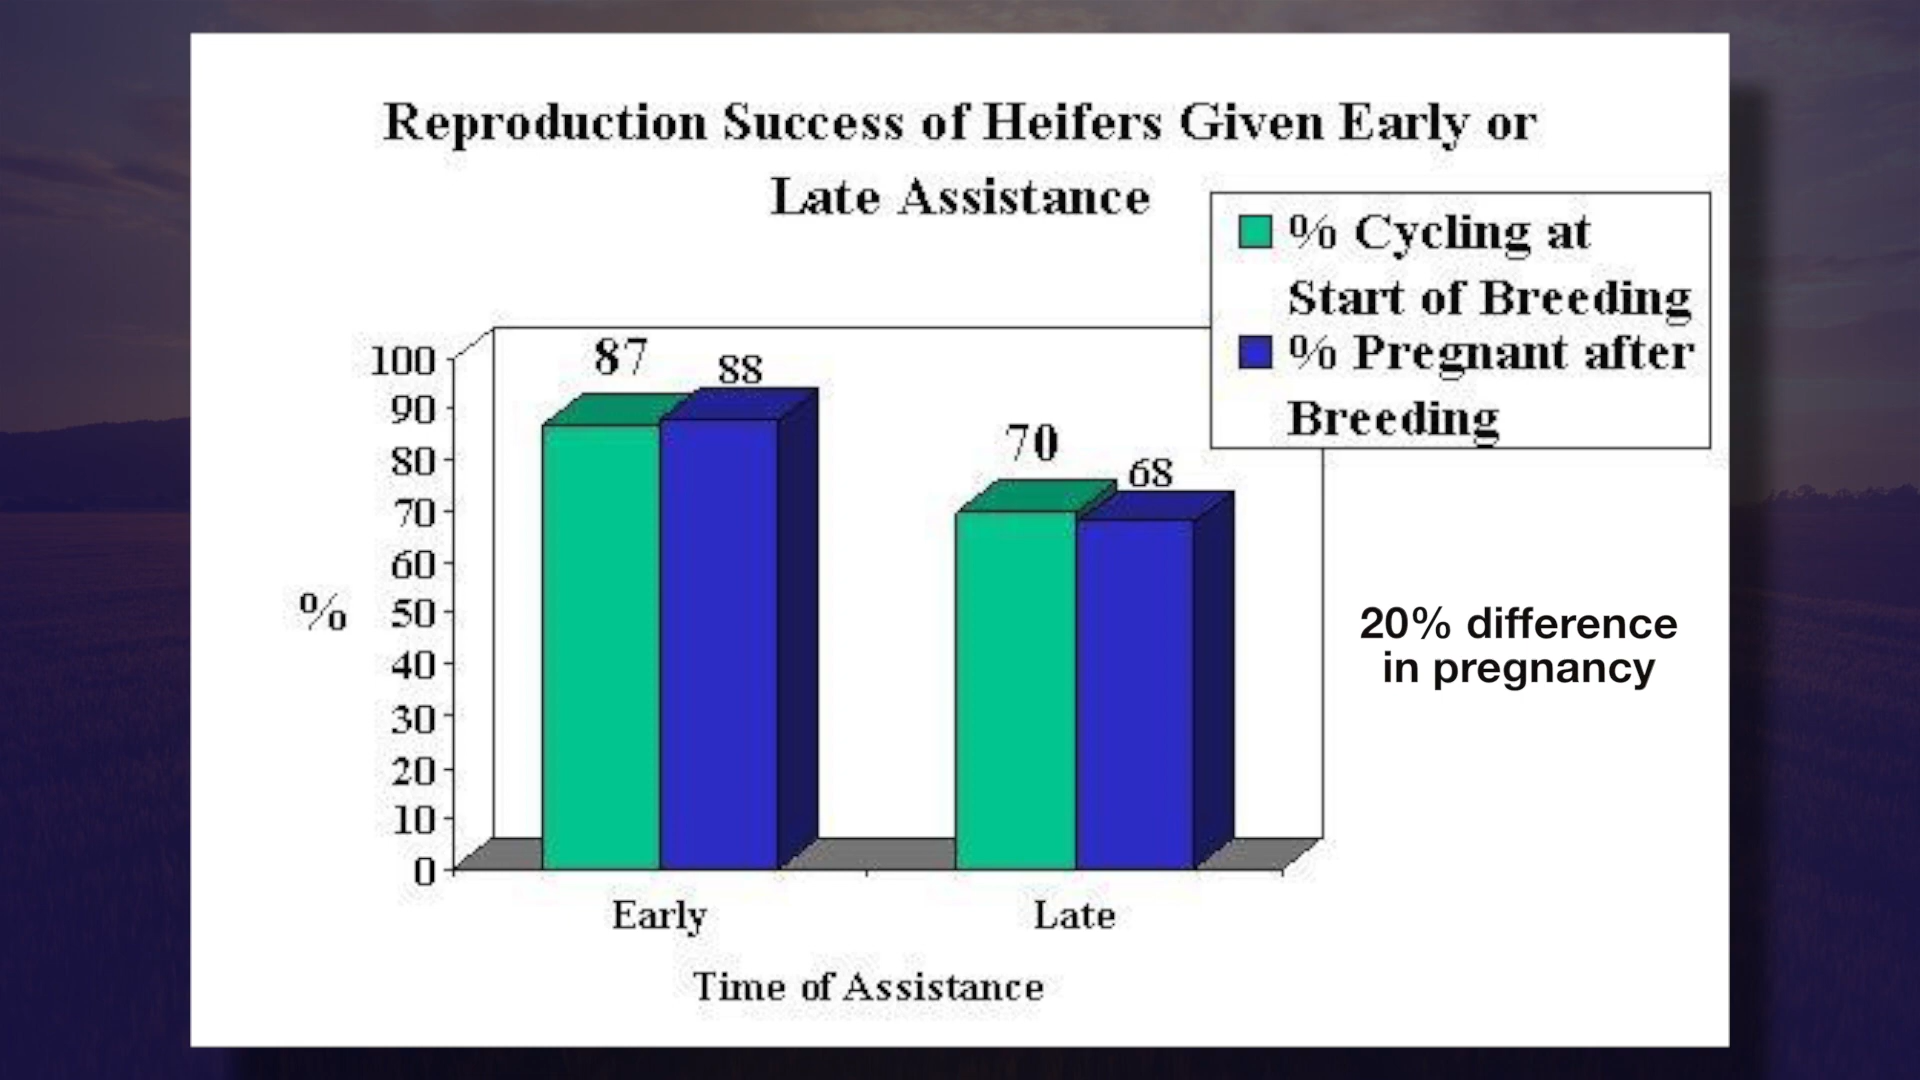 Reproduction Success of Heifers Given Early or
Late Assistance
% Cycling at
Start of Breeding
% Pregnant after
Breeding
87
88
70
68
100
90
80
70
60
50
40
30
20
10
0
%
20% difference
in pregnancy
Early
Late
Time of Assistance